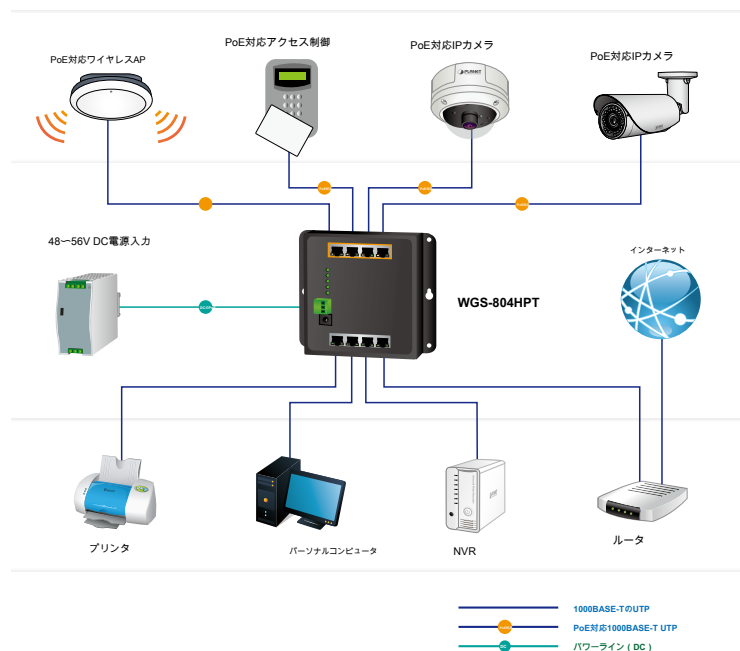 PoE対応ワイヤレスAP
PoE対応アクセス制御
PoE対応IPカメラ
PoE対応IPカメラ
48〜56V DC電源入力
WGS-804HPT
インターネット
プリンタ
パーソナルコンピュータ
NVR
ルータ
1000BASE-TのUTP
PoE対応1000BASE-T UTP
DC
パワーライン ( DC )